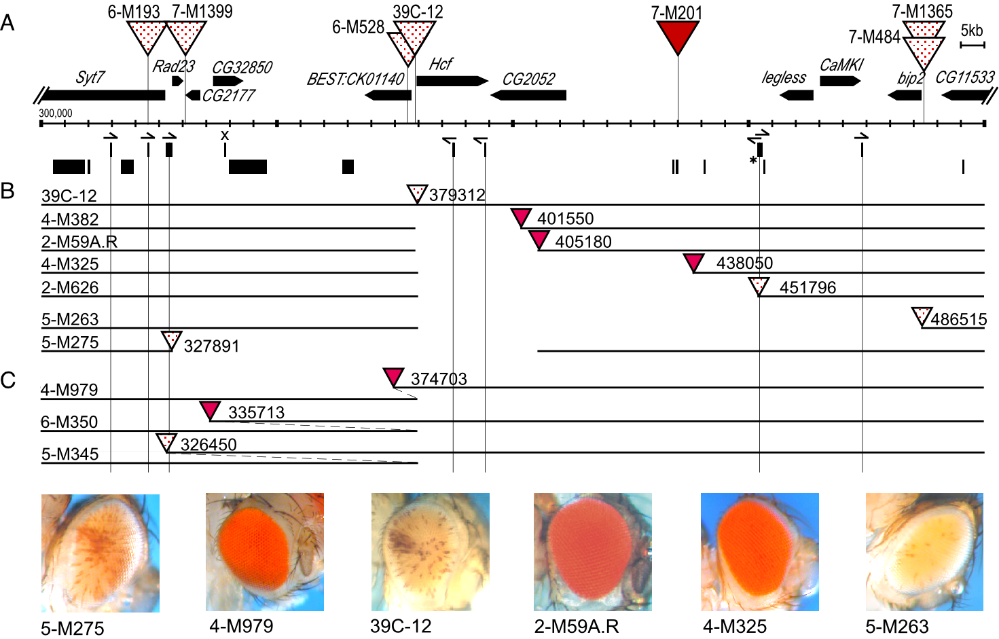 A
6-M193
7-M1399
6-M528
39C-12
7-M201
7-M1365
7-M484
5kb
Syt7
Rad23
CG2177
CG32850
BEST:CK01140
Hcf
CG2052
legless
CaMKI
bip2
CG11533
300,000
x
*
B
39C-12
379312
4-M382
401550
2-M59A.R
405180
4-M325
438050
2-M626
451796
5-M263
486515
5-M275
327891
C
4-M979
374703
6-M350
335713
5-M345
326450
5-M275
4-M979
39C-12
2-M59A.R
4-M325
5-M263